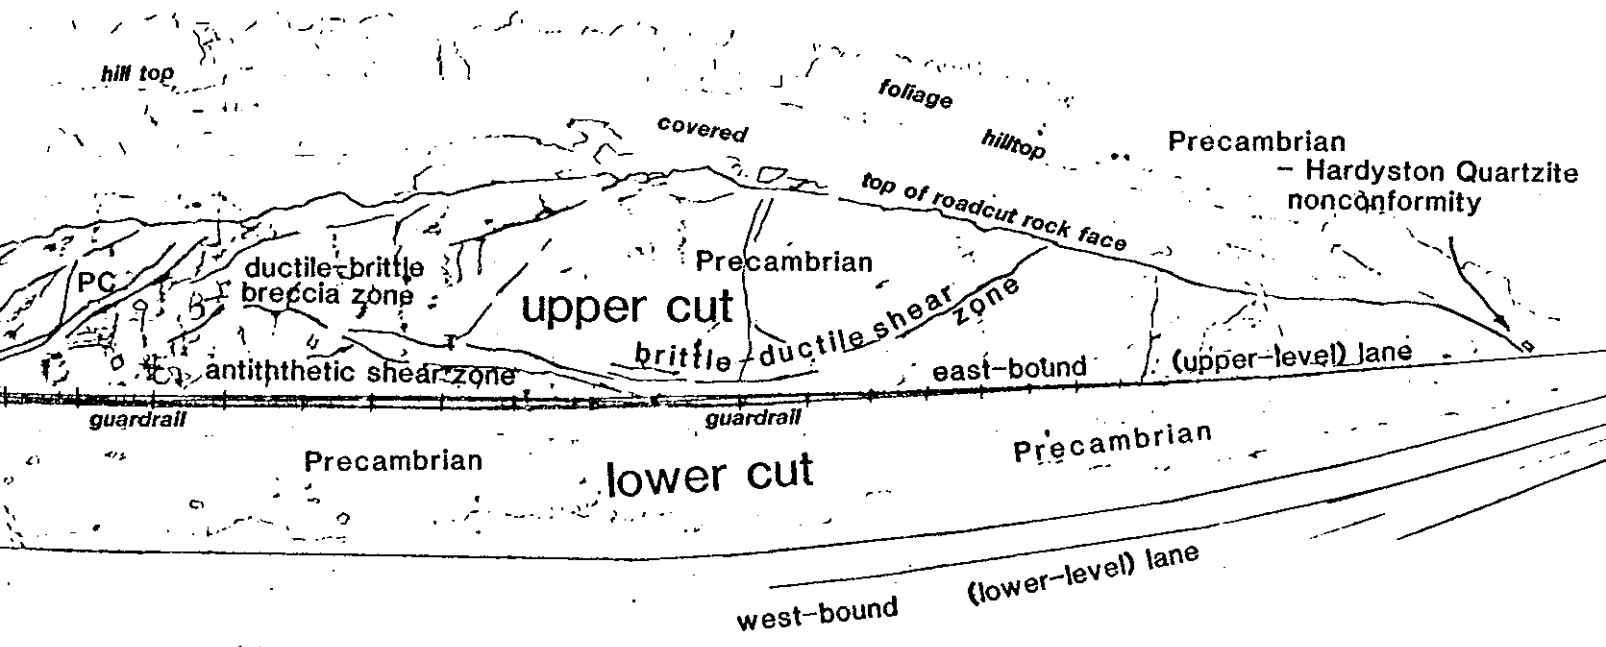 hill top
foliage
covered
hilltop
Precambrian
- Hardyston Quartzite
nonconformity
top of roadcut rock face
PC
ductile-brittle
breccia zone
Precambrian
upper cut
brittle-ductile shear
zone
antiththetic shear zone
east-bound
(upper-level) lane
guardrail
guardrail
Precambrian
lower cut
Precambrian
west-bound
(lower-level) lane